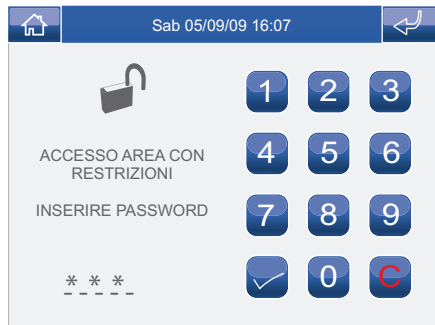 Sab 05/09/09 16:07
1 2 3
ACCESSO AREA CON
RESTRIZIONI
4 5 6
INSERIRE PASSWORD
7 8 9
* * * _
0 C